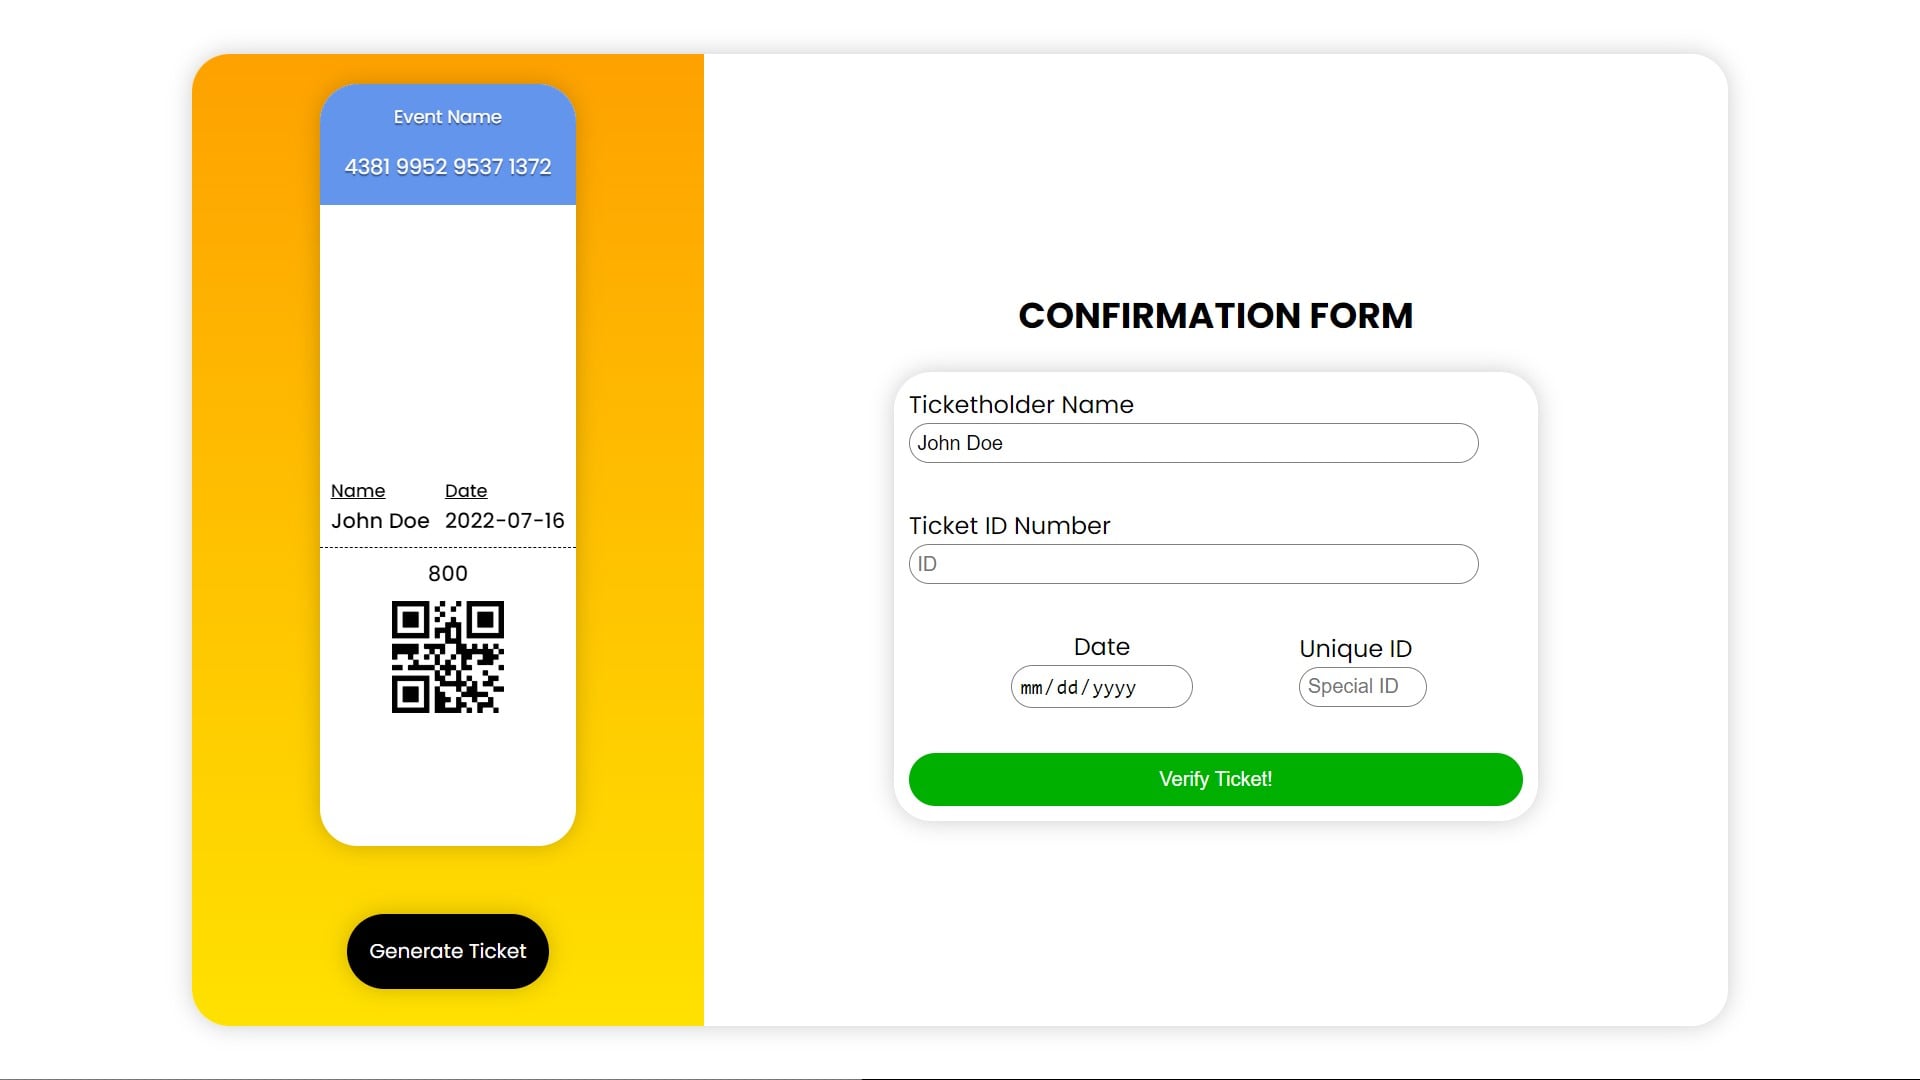 Event Name
4381 9952 9537 1372
Name Date
John Doe 2022-07-16
800
Generate Ticket
CONFIRMATION FORM
Ticketholder Name
John Doe
Ticket ID Number
ID
Date Unique ID
mm/dd/yyyy Special ID
Verify Ticket!